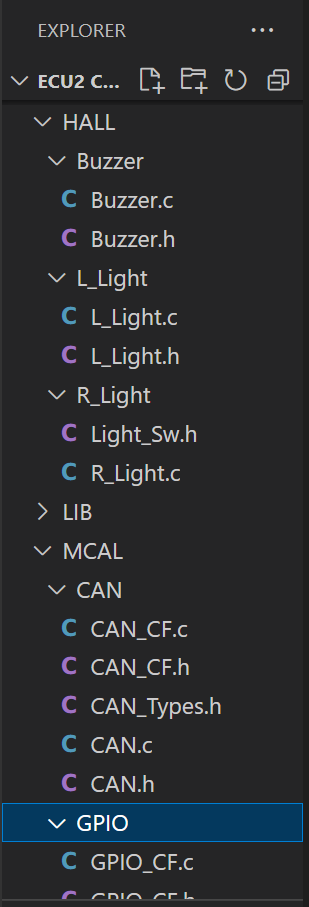 EXPLORER
ECU2 C...
HALL
Buzzer
C Buzzer.c
C Buzzer.h
L_Light
C L_Light.c
C L_Light.h
R_Light
C Light_Sw.h
C R_Light.c
LIB
MCAL
CAN
C CAN_CF.c
C CAN_CF.h
C CAN_Types.h
C CAN.c
C CAN.h
GPIO
C GPIO_CF.c
C GPIO_CF.h